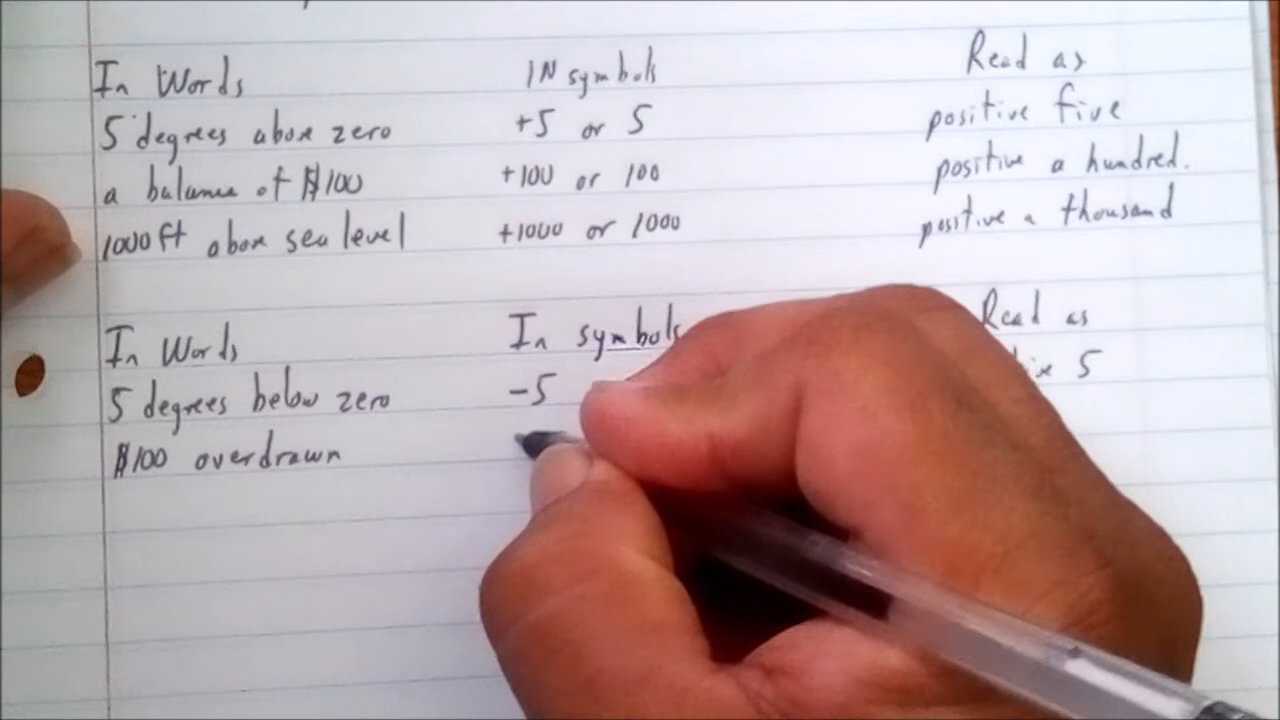 In Words IN symbols Read as
5 degrees above zero +5 or 5 positive five
a balance of $100 +100 or 100 positive a hundred.
1000 ft above sea level +1000 or 1000 positive a thousand
In Words In symbols Read as
5 degrees below zero -5 5
$100 overdrawn